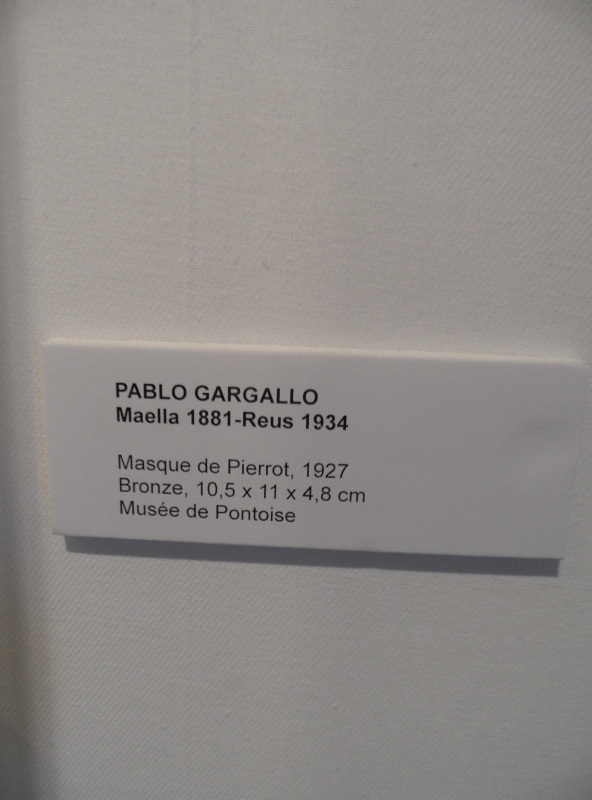 PABLO GARGALLO
Maella 1881-Reus 1934
Masque de Pierrot, 1927
Bronze, 10,5 x 11 x 4,8 cm
Musée de Pontoise